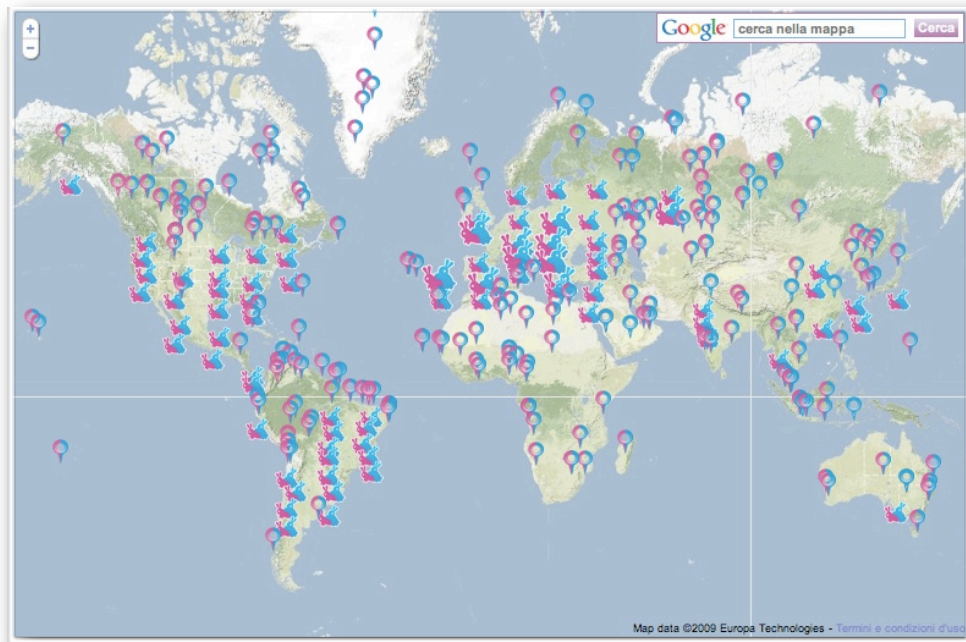 +
Google cerca nella mappa Cerca
−
Map data ©2009 Europa Technologies - Termini e condizioni d'uso